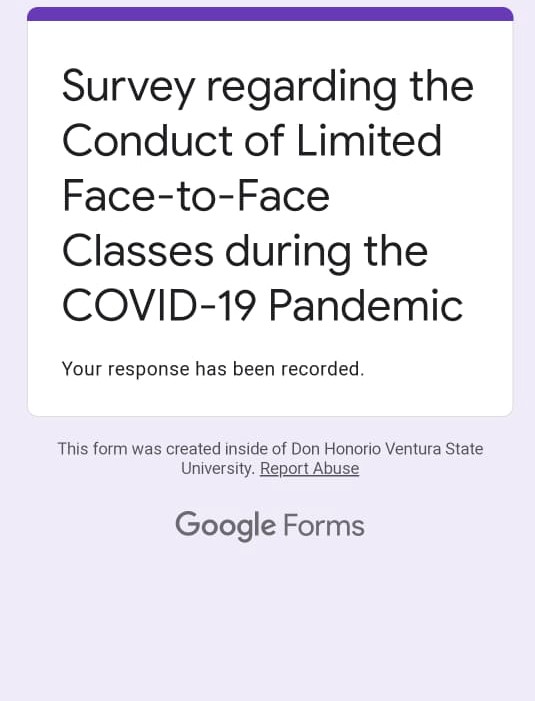 Survey regarding the
Conduct of Limited
Face-to-Face
Classes during the
COVID-19 Pandemic
Your response has been recorded.
This form was created inside of Don Honorio Ventura State
University. Report Abuse
Google Forms